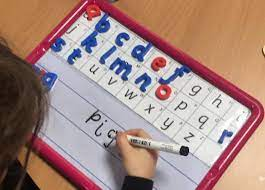 a b c d e f g h
j k l m n o p q r
s t u v w x y z
pig